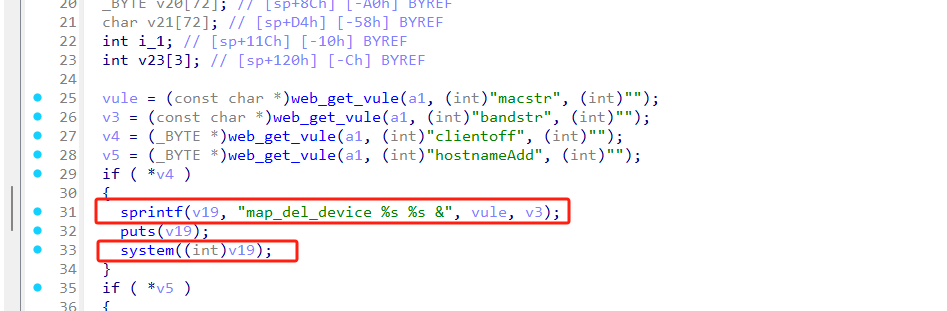 20 _BYTE v20[72]; // [sp+8Ch] [-A0h] BYREF
21 char v21[72]; // [sp+D4h] [-58h] BYREF
22 int i_1; // [sp+11Ch] [-10h] BYREF
23 int v23[3]; // [sp+120h] [-Ch] BYREF
24
25 vule = (const char *)web_get_vule(a1, (int)"macstr", (int)"");
26 v3 = (const char *)web_get_vule(a1, (int)"bandstr", (int)"");
27 v4 = (_BYTE *)web_get_vule(a1, (int)"clientoff", (int)"");
28 v5 = (_BYTE *)web_get_vule(a1, (int)"hostnameAdd", (int)"");
29 if ( *v4 )
30 {
31 sprintf(v19, "map_del_device %s %s &", vule, v3);
32 puts(v19);
33 system((int)v19);
34 }
35 if ( *v5 )
36 {